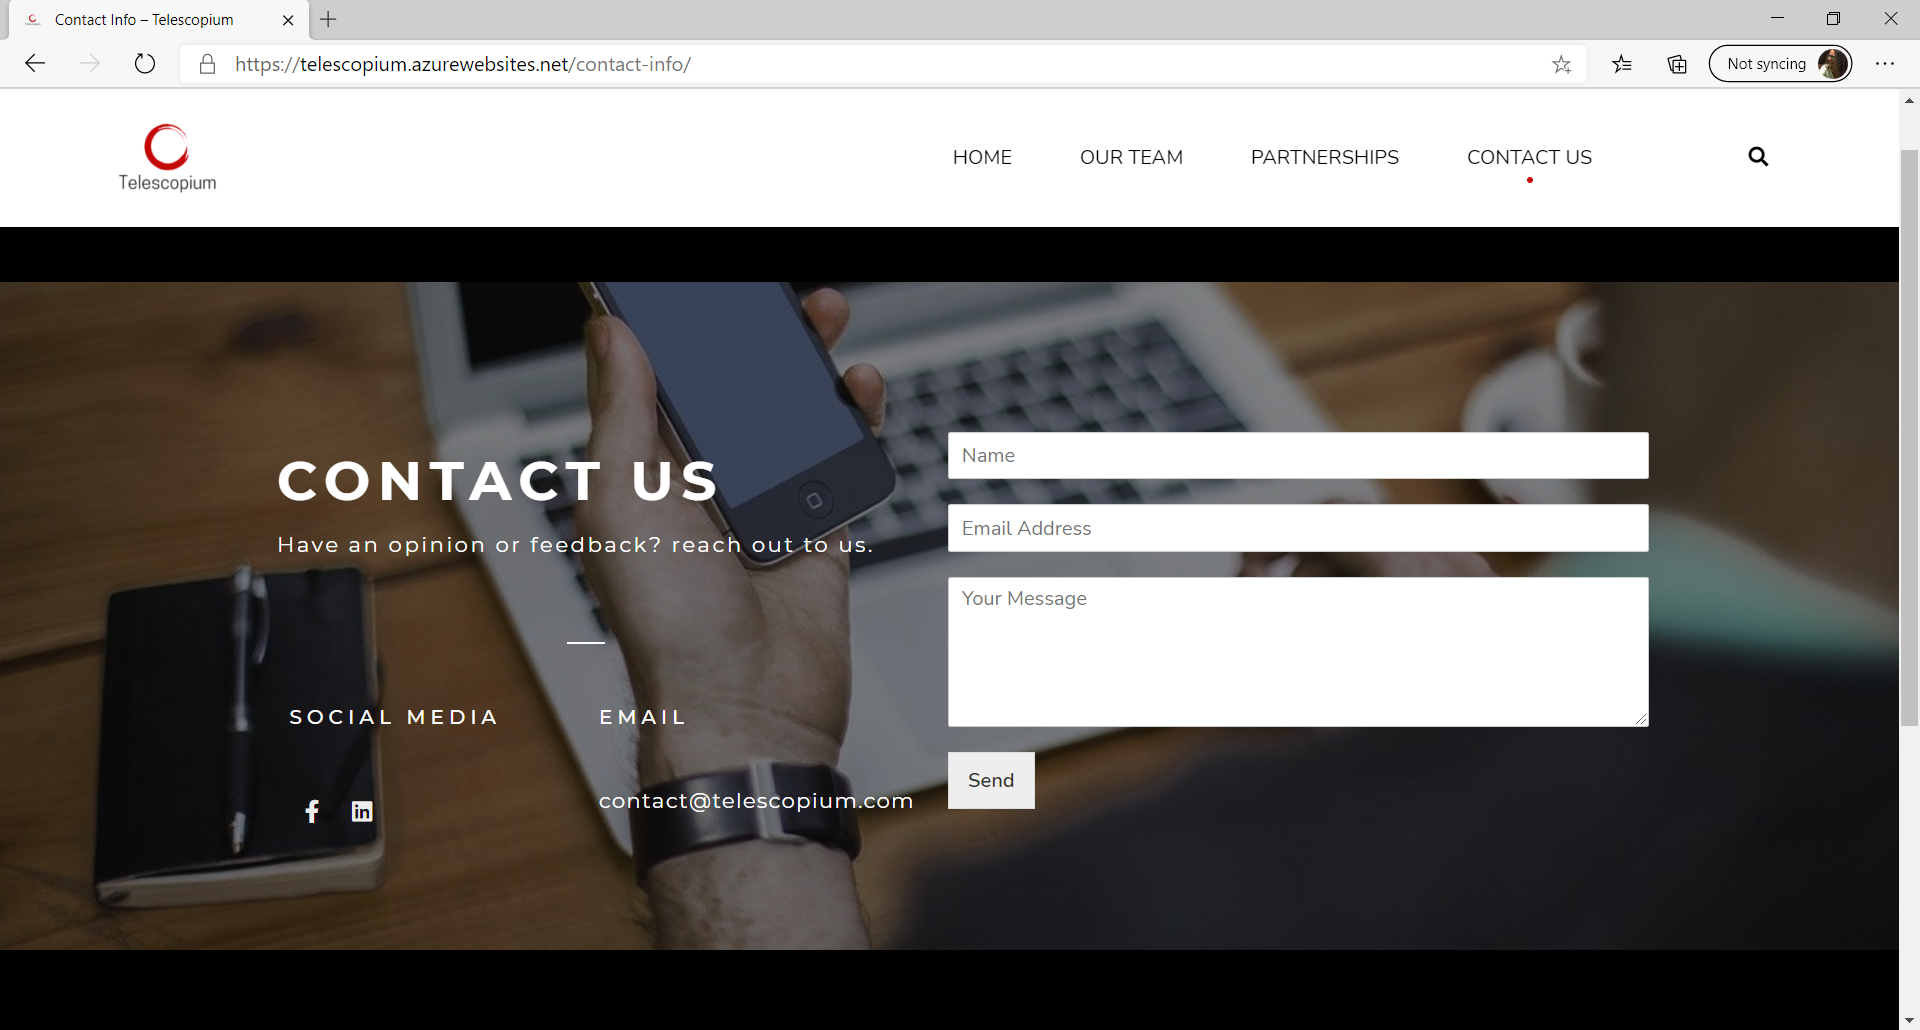 Contact Info – Telescopium
https://telescopium.azurewebsites.net/contact-info/
Not syncing
Telescopium
HOME
OUR TEAM
PARTNERSHIPS
CONTACT US
CONTACT US
Have an opinion or feedback? reach out to us.
SOCIAL MEDIA
EMAIL
contact@telescopium.com
Name
Email Address
Your Message
Send